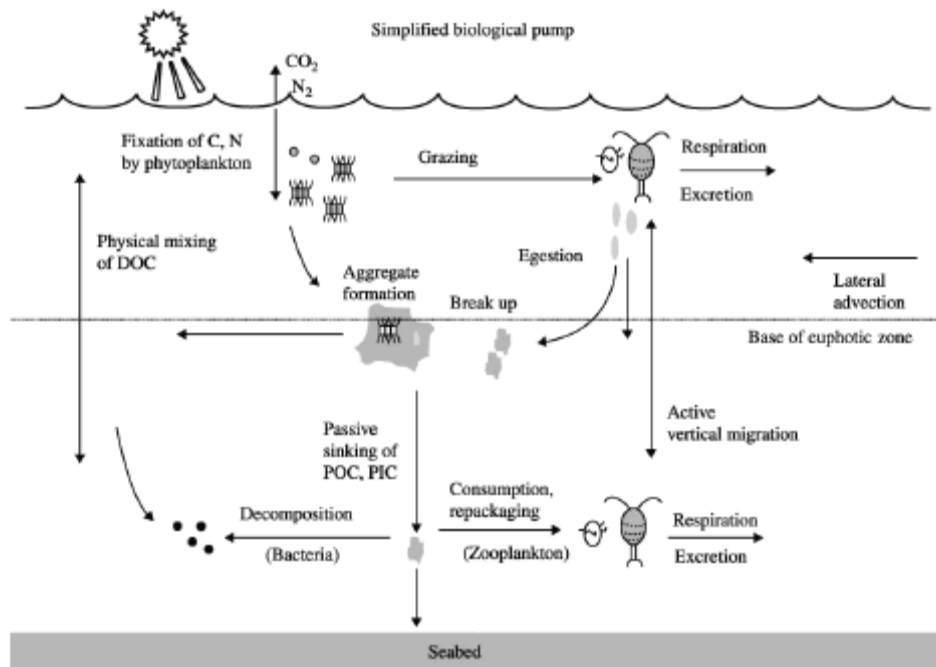 Simplified biological pump
CO2
N2
Fixation of C, N
by phytoplankton
Grazing
Respiration
Excretion
Physical mixing
of DOC
Egestion
Aggregate
formation
Break up
Lateral
advection
Base of euphotic zone
Active
vertical migration
Passive
sinking of
POC, PIC
Consumption,
repackaging
(Zooplankton)
Decomposition
(Bacteria)
Respiration
Excretion
Seabed